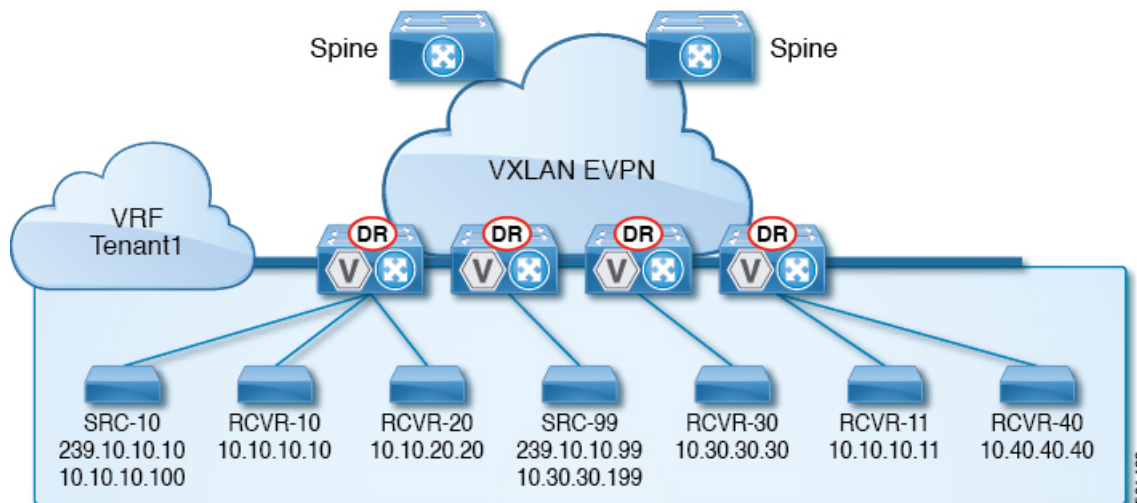 Spine
Spine
VXLAN EVPN
VRF
Tenant1
DR
DR
DR
DR
V
V
V
V
SRC-10
239.10.10.10
10.10.10.100
RCVR-10
10.10.10.10
RCVR-20
10.10.20.20
SRC-99
239.10.10.99
10.30.30.199
RCVR-30
10.30.30.30
RCVR-11
10.10.10.11
RCVR-40
10.40.40.40